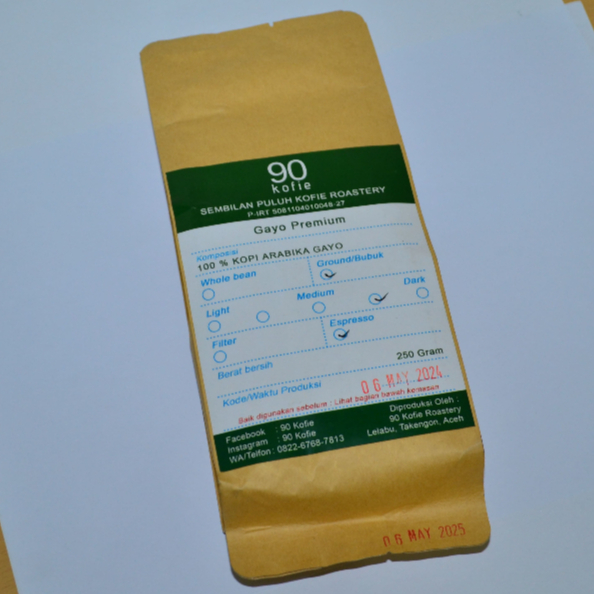 90
kofie
SEMBILAN PULUH KOFIE ROASTERY
P-IRT 5081104010048-27
Gayo Premium
Komposisi
100 % KOPI ARABIKA GAYO
Whole bean Ground/Bubuk
Light Medium Dark
Filter Espresso
Berat bersih 250 Gram
Kode/Waktu Produksi 06 MAY 2024
Baik digunakan sebelum : Lihat bagian bawah kemasan
Facebook : 90 Kofie
Instagram : 90 Kofie
WA/Telfon : 0822-6768-7813
Diproduksi Oleh :
90 Kofie Roastery
Lelabu, Takengon, Aceh
06 MAY 2025